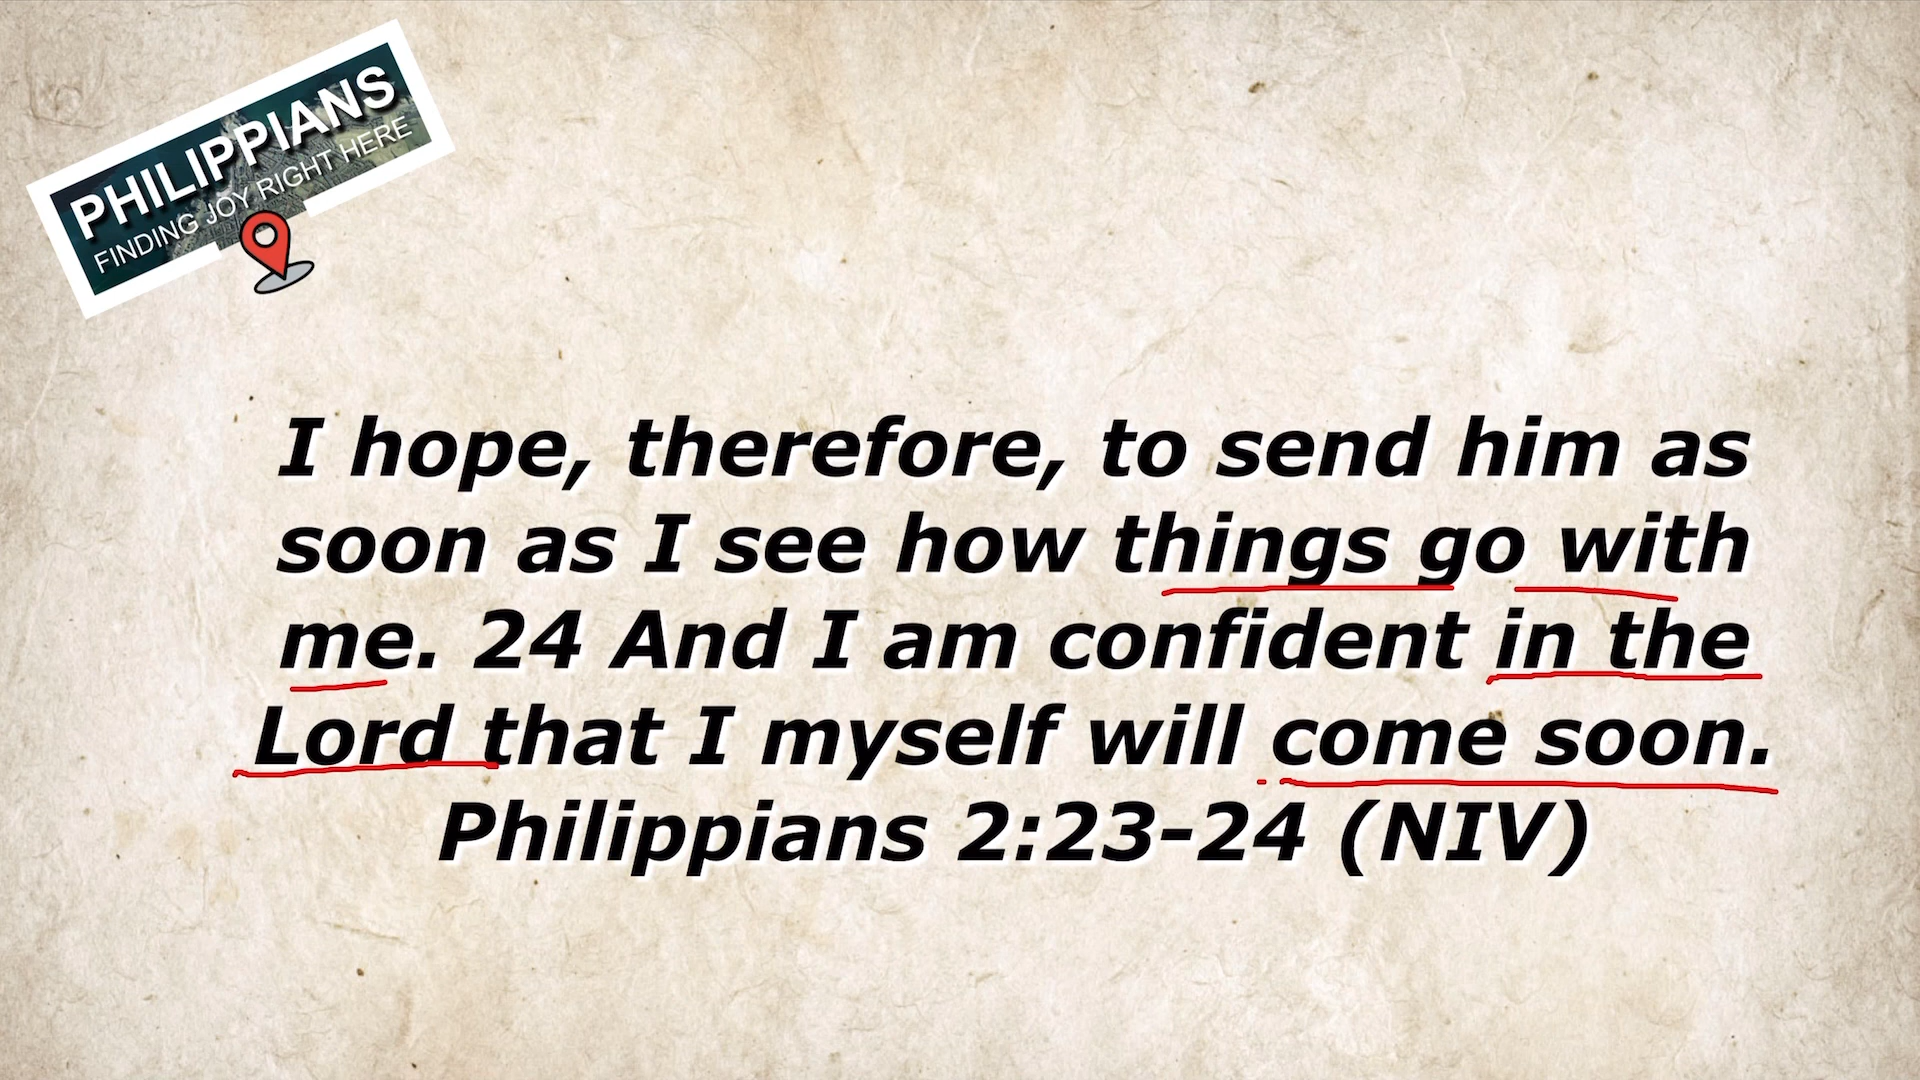 PHILIPPIANS
FINDING JOY RIGHT HERE
I hope, therefore, to send him as
soon as I see how things go with
me. 24 And I am confident in the
Lord that I myself will come soon.
Philippians 2:23-24 (NIV)